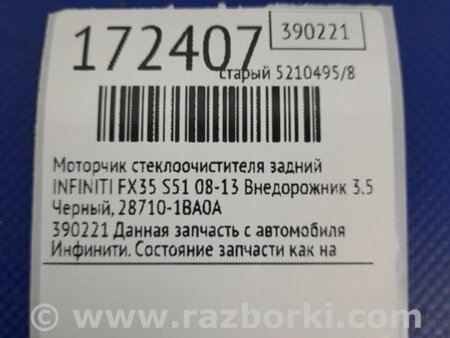 172407
390221
старый 5210495/8
Моторчик стеклоочистителя задний
INFINITI FX35 S51 08-13 Внедорожник 3.5
Черный, 28710-1BA0A
390221 Данная запчасть с автомобиля
Инфинити. Состояние запчасти как на
www.razborki.com